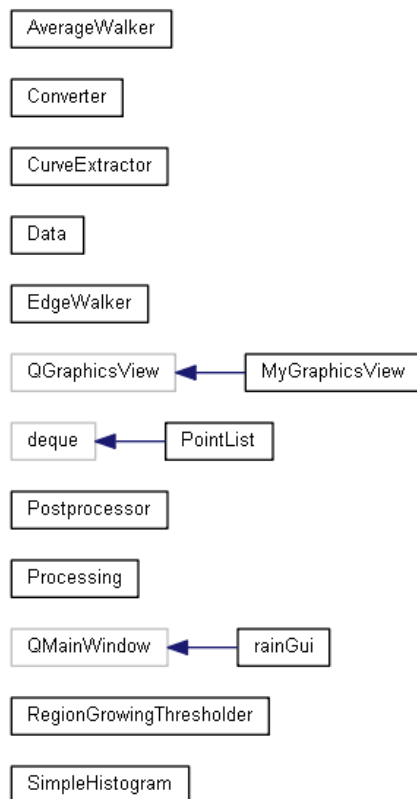 AverageWalker
Converter
CurveExtractor
Data
EdgeWalker
QGraphicsView MyGraphicsView
deque PointList
Postprocessor
Processing
QMainWindow rainGui
RegionGrowingThresholder
SimpleHistogram